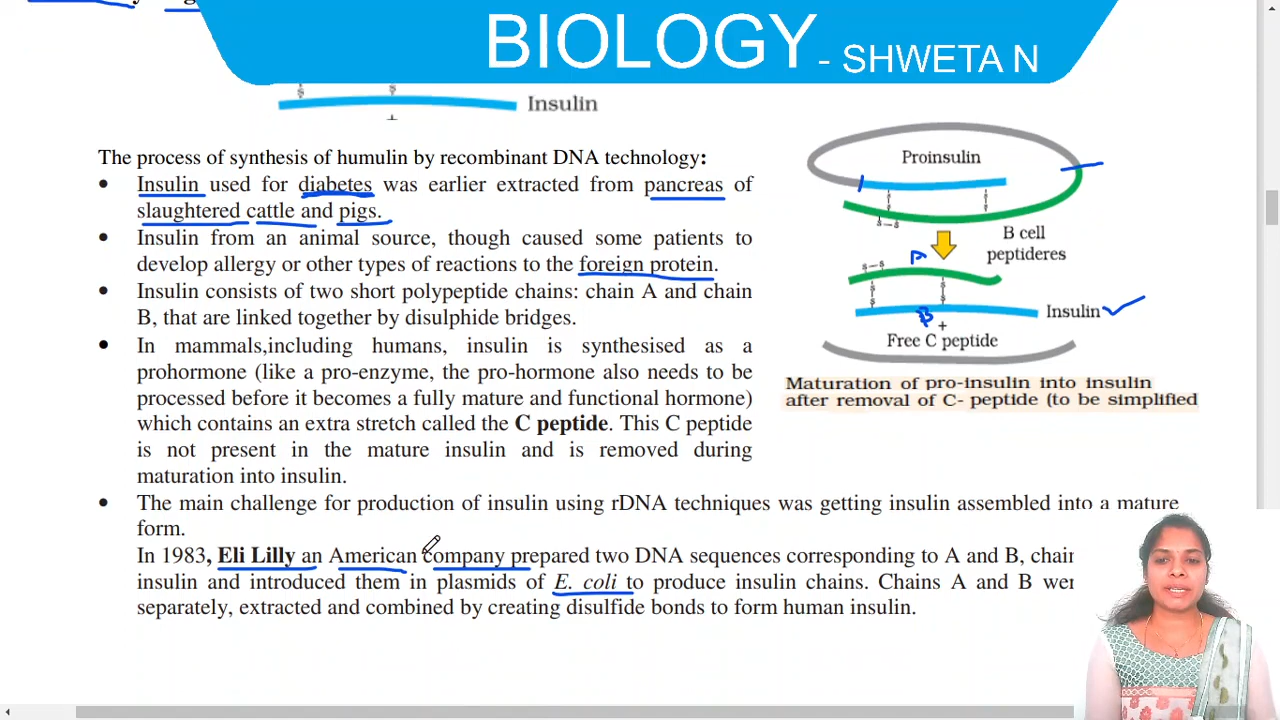 BIOLOGY - SHWETA N
Insulin
+
The process of synthesis of humulin by recombinant DNA technology:
• Insulin used for diabetes was earlier extracted from pancreas of
slaughtered cattle and pigs.
• Insulin from an animal source, though caused some patients to
develop allergy or other types of reactions to the foreign protein.
• Insulin consists of two short polypeptide chains: chain A and chain
B, that are linked together by disulphide bridges.
• In mammals,including humans, insulin is synthesised as a
prohormone (like a pro-enzyme, the pro-hormone also needs to be
processed before it becomes a fully mature and functional hormone)
which contains an extra stretch called the C peptide. This C peptide
is not present in the mature insulin and is removed during
maturation into insulin.
• The main challenge for production of insulin using rDNA techniques was getting insulin assembled into a mature
form.
In 1983, Eli Lilly an American company prepared two DNA sequences corresponding to A and B, chain
insulin and introduced them in plasmids of E. coli to produce insulin chains. Chains A and B wer
separately, extracted and combined by creating disulfide bonds to form human insulin.
Proinsulin
s–s
B cell
peptideres
A
s–s
Insulin
B
+
Free C peptide
Maturation of pro-insulin into insulin
after removal of C- peptide (to be simplified